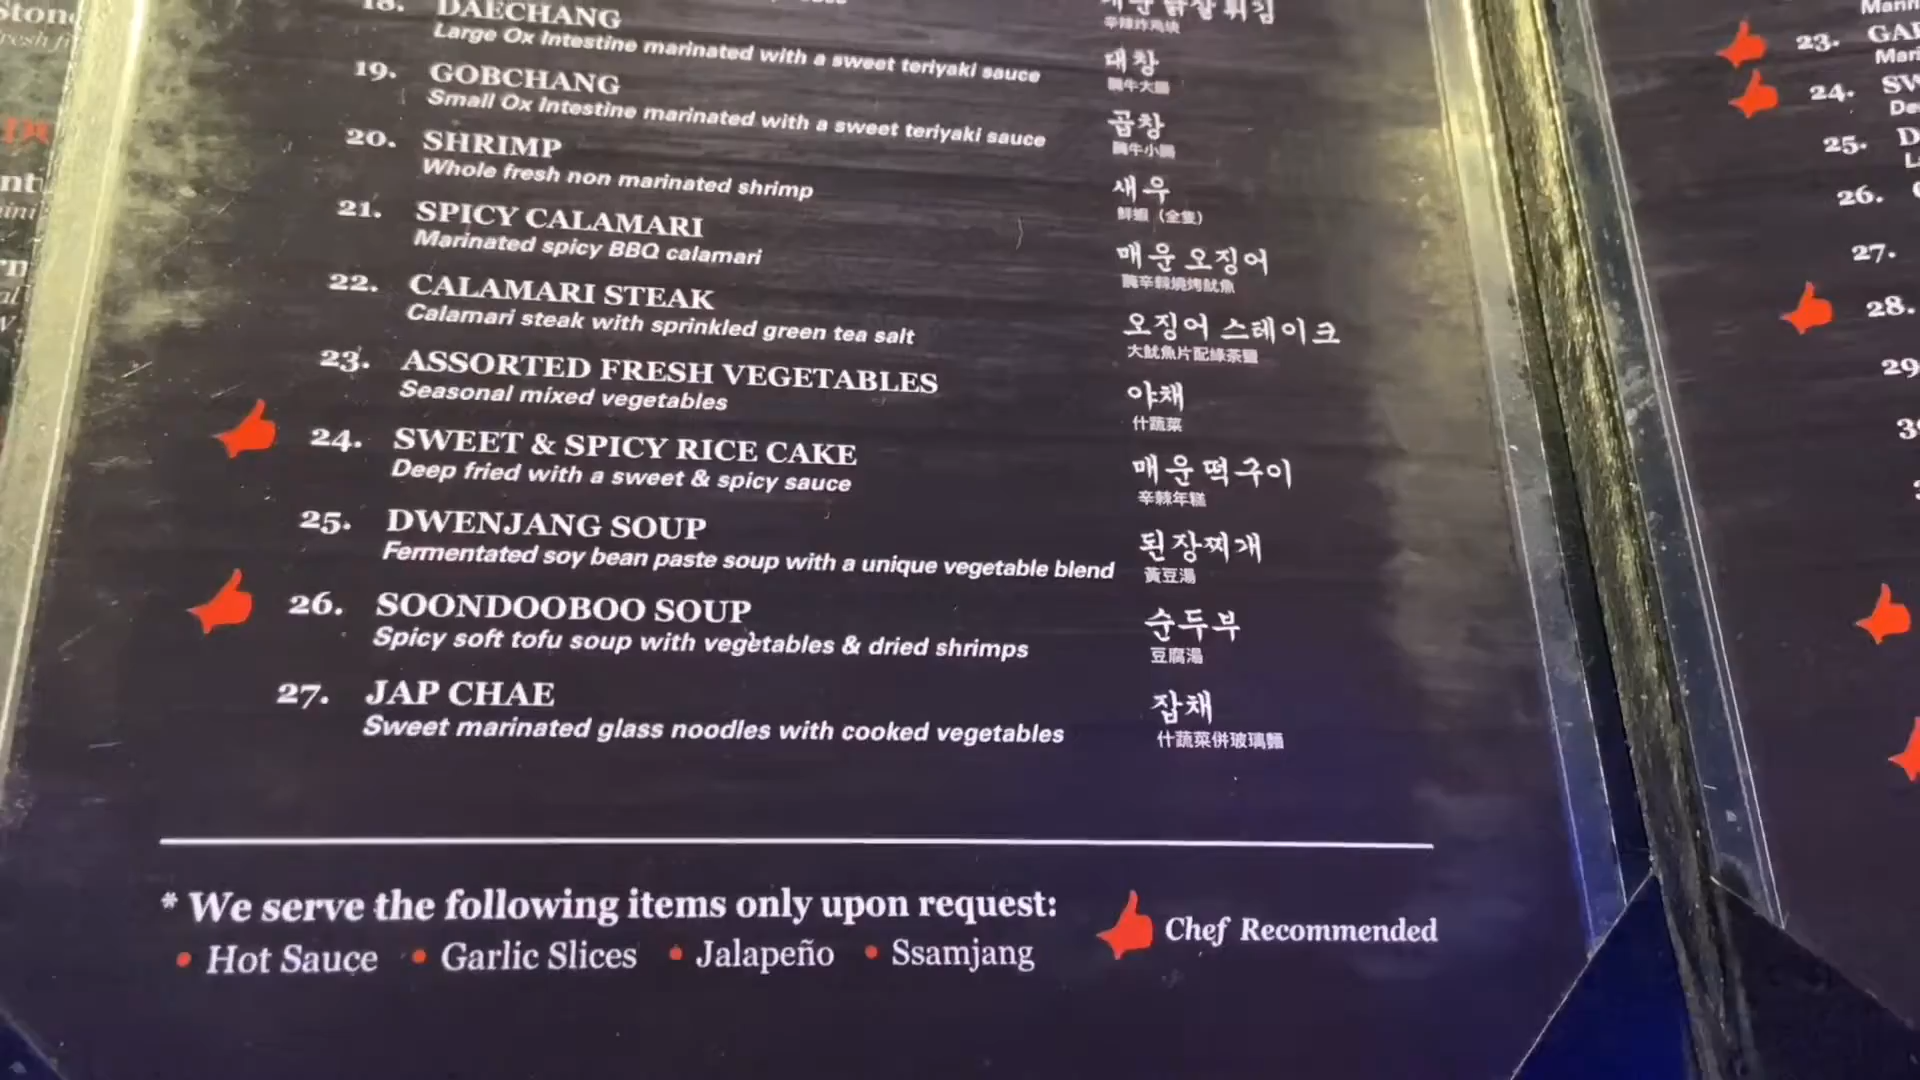 18. DAECHANG
Large Ox Intestine marinated with a sweet teriyaki sauce
대창
醃牛大腸
19. GOBCHANG
Small Ox Intestine marinated with a sweet teriyaki sauce
곱창
醃牛小腸
20. SHRIMP
Whole fresh non marinated shrimp
새우
鮮蝦（全隻）
21. SPICY CALAMARI
Marinated spicy BBQ calamari
매운 오징어
醃辛辣燒烤魷魚
22. CALAMARI STEAK
Calamari steak with sprinkled green tea salt
오징어 스테이크
大魷魚片配綠茶鹽
23. ASSORTED FRESH VEGETABLES
Seasonal mixed vegetables
야채
什蔬菜
24. SWEET & SPICY RICE CAKE
Deep fried with a sweet & spicy sauce
매운 떡구이
辛辣年糕
25. DWENJANG SOUP
Fermentated soy bean paste soup with a unique vegetable blend
된장찌개
黃豆湯
26. SOONDOOBOO SOUP
Spicy soft tofu soup with vegetables & dried shrimps
순두부
豆腐湯
27. JAP CHAE
Sweet marinated glass noodles with cooked vegetables
잡채
什蔬菜併玻璃麵
* We serve the following items only upon request:
• Hot Sauce • Garlic Slices • Jalapeño • Ssamjang
Chef Recommended
23.
24.
25.
26.
27.
28.